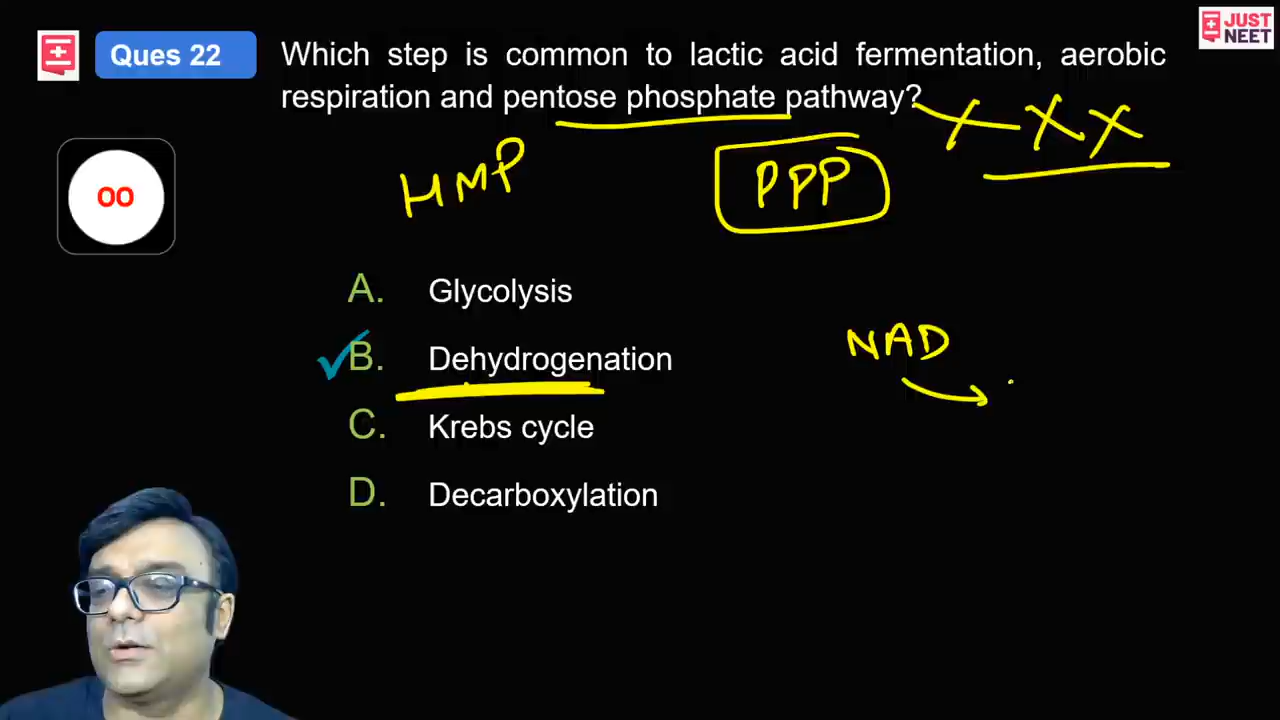 JUST
NEET
Ques 22
Which step is common to lactic acid fermentation, aerobic
respiration and pentose phosphate pathway?
X X X
HMP
PPP
00
A. Glycolysis
B. Dehydrogenation
NAD
C. Krebs cycle
D. Decarboxylation